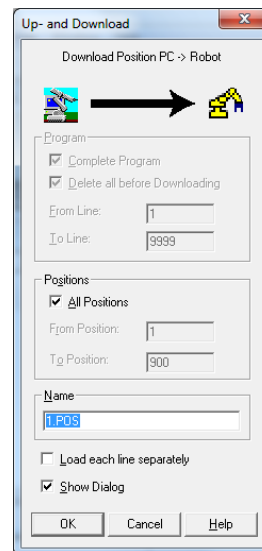 Up- and Download
Download Position PC -> Robot
Program
Complete Program
Delete all before Downloading
From Line: 1
To Line: 9999
Positions
All Positions
From Position: 1
To Position: 900
Name
1.POS
Load each line separately
Show Dialog
OK Cancel Help